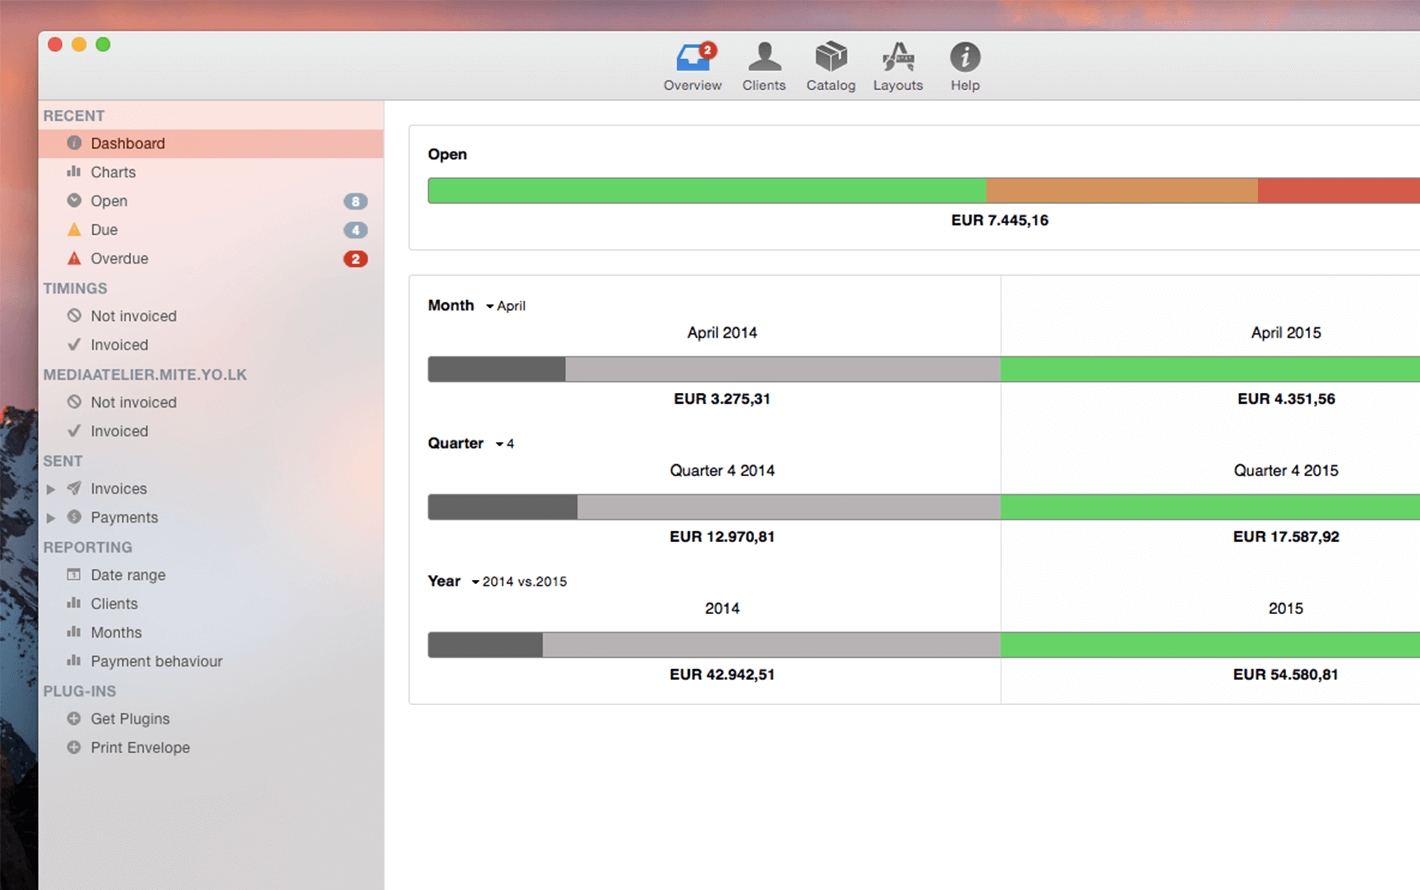 2
Overview
Clients
Catalog
Layouts
Help
RECENT
Dashboard
Charts
Open 8
Due 4
Overdue 2
TIMINGS
Not invoiced
Invoiced
MEDIAATELIER.MITE.YO.LK
Not invoiced
Invoiced
SENT
Invoices
Payments
REPORTING
Date range
Clients
Months
Payment behaviour
PLUG-INS
Get Plugins
Print Envelope
Open
EUR 7.445,16
Month April
April 2014 April 2015
EUR 3.275,31 EUR 4.351,56
Quarter 4
Quarter 4 2014 Quarter 4 2015
EUR 12.970,81 EUR 17.587,92
Year 2014 vs.2015
2014 2015
EUR 42.942,51 EUR 54.580,81